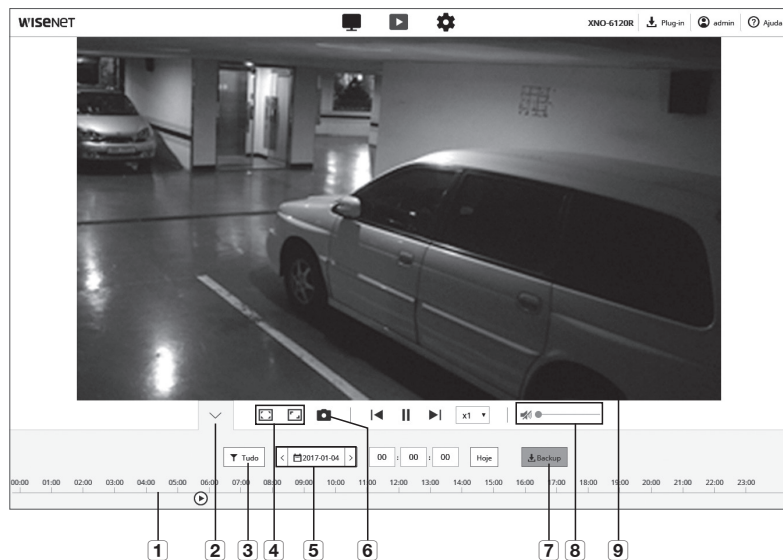 WISENET XNO-6120R Plug-in admin ? Ajuda
x1
Tudo < 2017-01-04 > 00 : 00 : 00 Hoje Backup
00:00 01:00 02:00 03:00 04:00 05:00 06:00 07:00 08:00 09:00 10:00 11:00 12:00 13:00 14:00 15:00 16:00 17:00 18:00 19:00 20:00 21:00 22:00 23:00
1 2 3 4 5 6 7 8 9